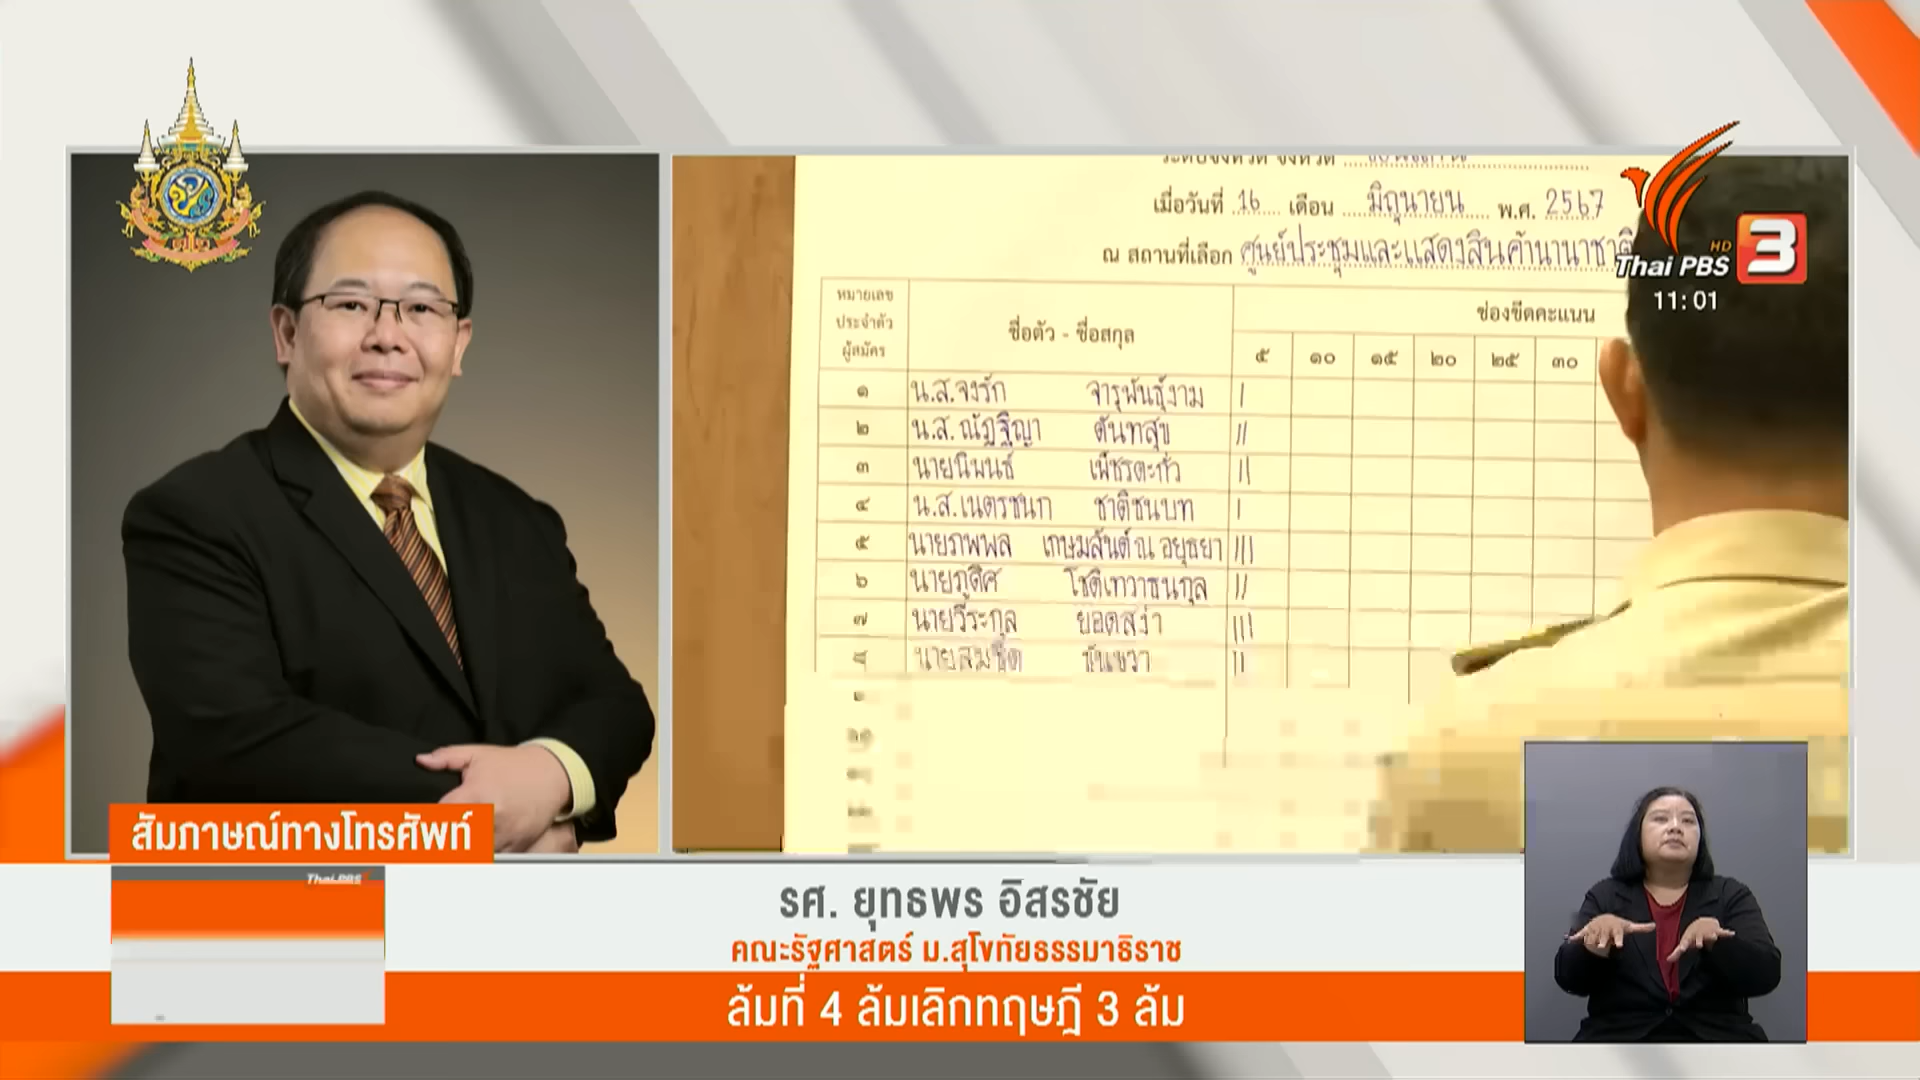 เมื่อวันที่ 16 เดือน มิถุนายน พ.ศ. 2567
ณ สถานที่เลือก ศูนย์ประชุมและแสดงสินค้านานาชาติ
หมายเลขประจำตัวผู้สมัคร ชื่อตัว - ชื่อสกุล ช่องขีดคะแนน
๕ ๑๐ ๑๕ ๒๐ ๒๕ ๓๐
๑ น.ส.จงรัก จารุพันธุ์งาม
๒ น.ส.ณัฏฐิญา ตันทสุข
๓ นายนิพนธ์ เพ็ชรตะกั่ว
๔ น.ส.เนตรชนก ชาติชนบท
๕ นายภพพล เกษมสันต์ ณ อยุธยา
๖ นายภูดิศ โชติเทวาธนกุล
๗ นายวีระกุล ยอดสง่า
นายสมชิด
HD
Thai PBS 3
11:01
สัมภาษณ์ทางโทรศัพท์
Thai PBS
รศ. ยุทธพร อิสรชัย
คณะรัฐศาสตร์ ม.สุโขทัยธรรมาธิราช
ล้มที่ 4 ล้มเลิกทฤษฎี 3 ล้ม